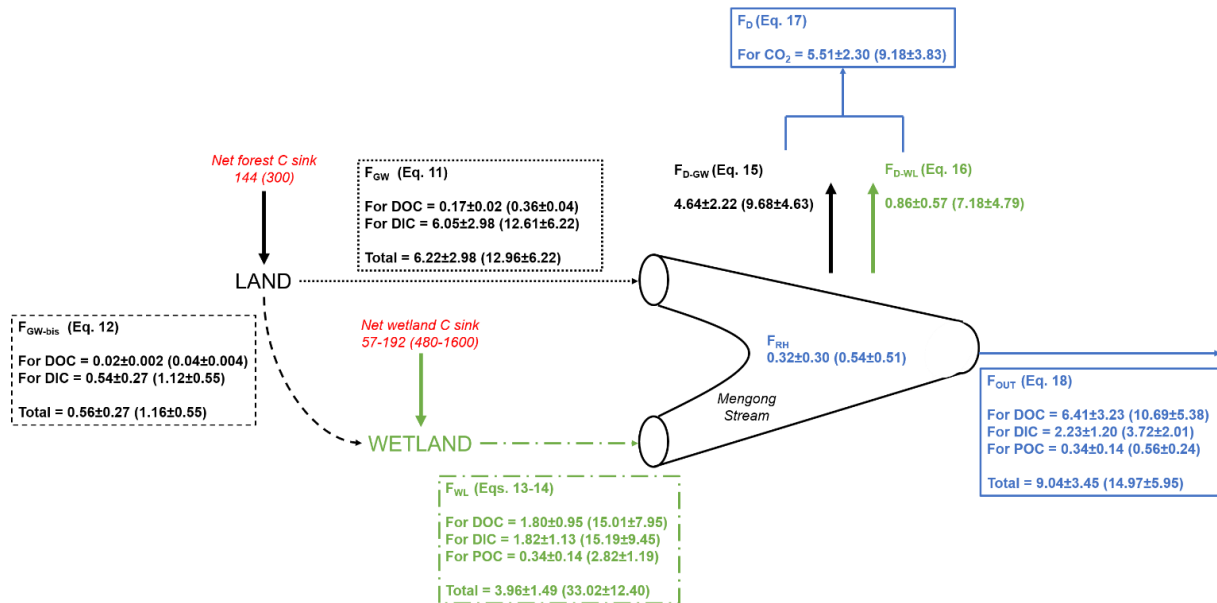 F_D (Eq. 17)
For CO₂ = 5.51±2.30 (9.18±3.83)
F_D-GW (Eq. 15)
4.64±2.22 (9.68±4.63)
F_D-WL (Eq. 16)
0.86±0.57 (7.18±4.79)
Net forest C sink
144 (300)
F_GW (Eq. 11)
For DOC = 0.17±0.02 (0.36±0.04)
For DIC = 6.05±2.98 (12.61±6.22)
Total = 6.22±2.98 (12.96±6.22)
LAND
F_GW-bis (Eq. 12)
For DOC = 0.02±0.002 (0.04±0.004)
For DIC = 0.54±0.27 (1.12±0.55)
Total = 0.56±0.27 (1.16±0.55)
Net wetland C sink
57-192 (480-1600)
WETLAND
F_RH
0.32±0.30 (0.54±0.51)
Mengong
Stream
F_WL (Eqs. 13-14)
For DOC = 1.80±0.95 (15.01±7.95)
For DIC = 1.82±1.13 (15.19±9.45)
For POC = 0.34±0.14 (2.82±1.19)
Total = 3.96±1.49 (33.02±12.40)
F_OUT (Eq. 18)
For DOC = 6.41±3.23 (10.69±5.38)
For DIC = 2.23±1.20 (3.72±2.01)
For POC = 0.34±0.14 (0.56±0.24)
Total = 9.04±3.45 (14.97±5.95)